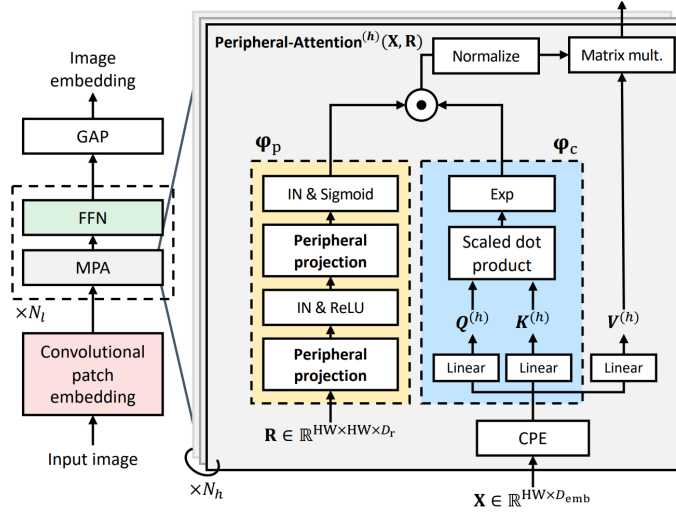 Image
embedding
GAP
FFN
MPA
×N_l
Convolutional
patch
embedding
Input image
Peripheral-Attention^(h)(X, R)
Normalize
Matrix mult.
φ_p
φ_c
IN & Sigmoid
Peripheral
projection
IN & ReLU
Peripheral
projection
R ∈ ℝ^HW×HW×D_r
Exp
Scaled dot
product
Q^(h)
K^(h)
V^(h)
Linear
Linear
Linear
CPE
X ∈ ℝ^HW×D_emb
×N_h